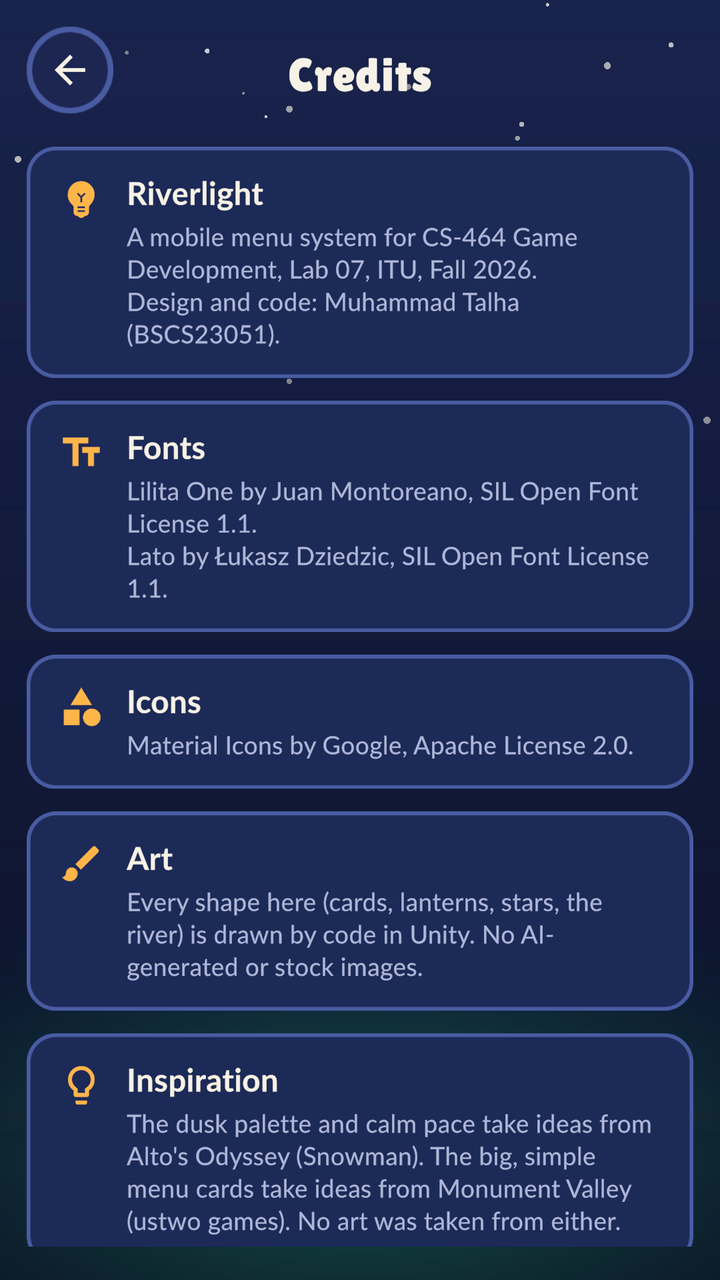 Credits
Riverlight
A mobile menu system for CS-464 Game
Development, Lab 07, ITU, Fall 2026.
Design and code: Muhammad Talha
(BSCS23051).
Fonts
Lilita One by Juan Montoreano, SIL Open Font
License 1.1.
Lato by Łukasz Dziedzic, SIL Open Font License
1.1.
Icons
Material Icons by Google, Apache License 2.0.
Art
Every shape here (cards, lanterns, stars, the
river) is drawn by code in Unity. No AI-
generated or stock images.
Inspiration
The dusk palette and calm pace take ideas from
Alto's Odyssey (Snowman). The big, simple
menu cards take ideas from Monument Valley
(ustwo games). No art was taken from either.